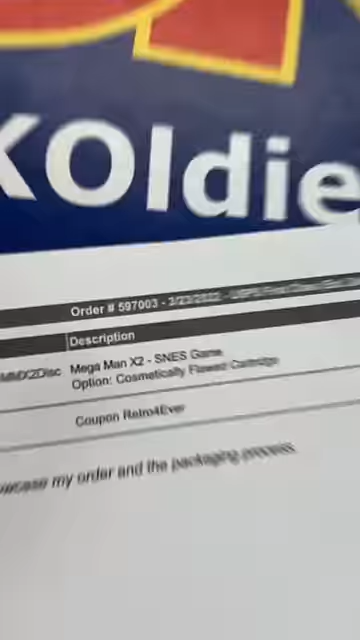 KOldie
Order # 597003 - 3/23/2022 -
Description
Mega Man X2 - SNES Game
Option: Cosmetically Flawed Cartridge
Coupon Retro4Ever
my order and the packaging process